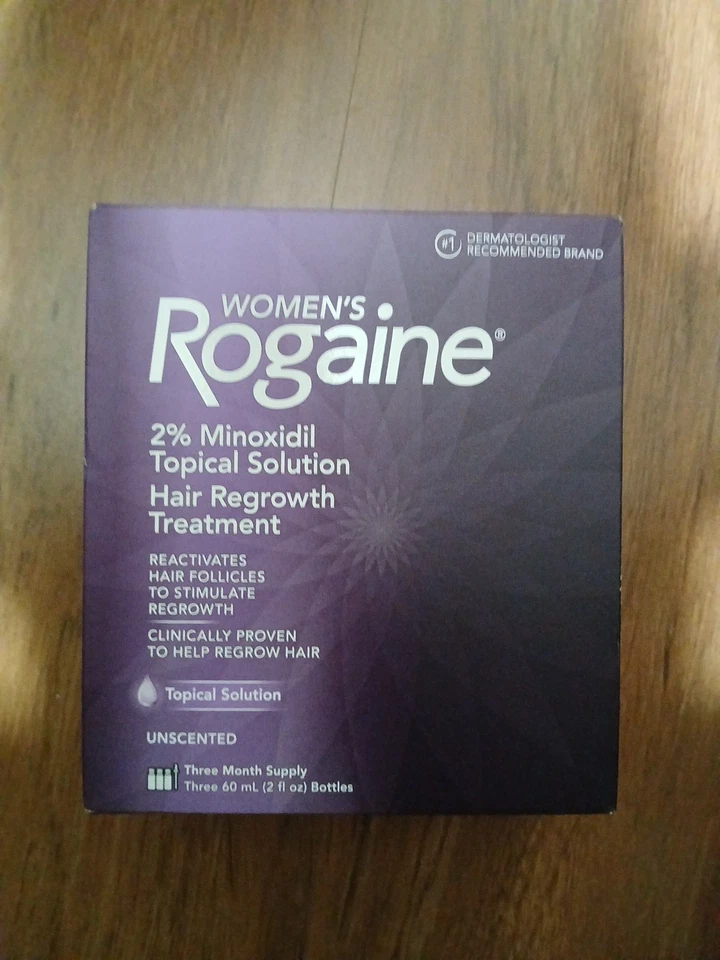 #1 DERMATOLOGIST
RECOMMENDED BRAND
WOMEN'S
Rogaine®
2% Minoxidil
Topical Solution
Hair Regrowth
Treatment
REACTIVATES
HAIR FOLLICLES
TO STIMULATE
REGROWTH
CLINICALLY PROVEN
TO HELP REGROW HAIR
Topical Solution
UNSCENTED
Three Month Supply
Three 60 mL (2 fl oz) Bottles